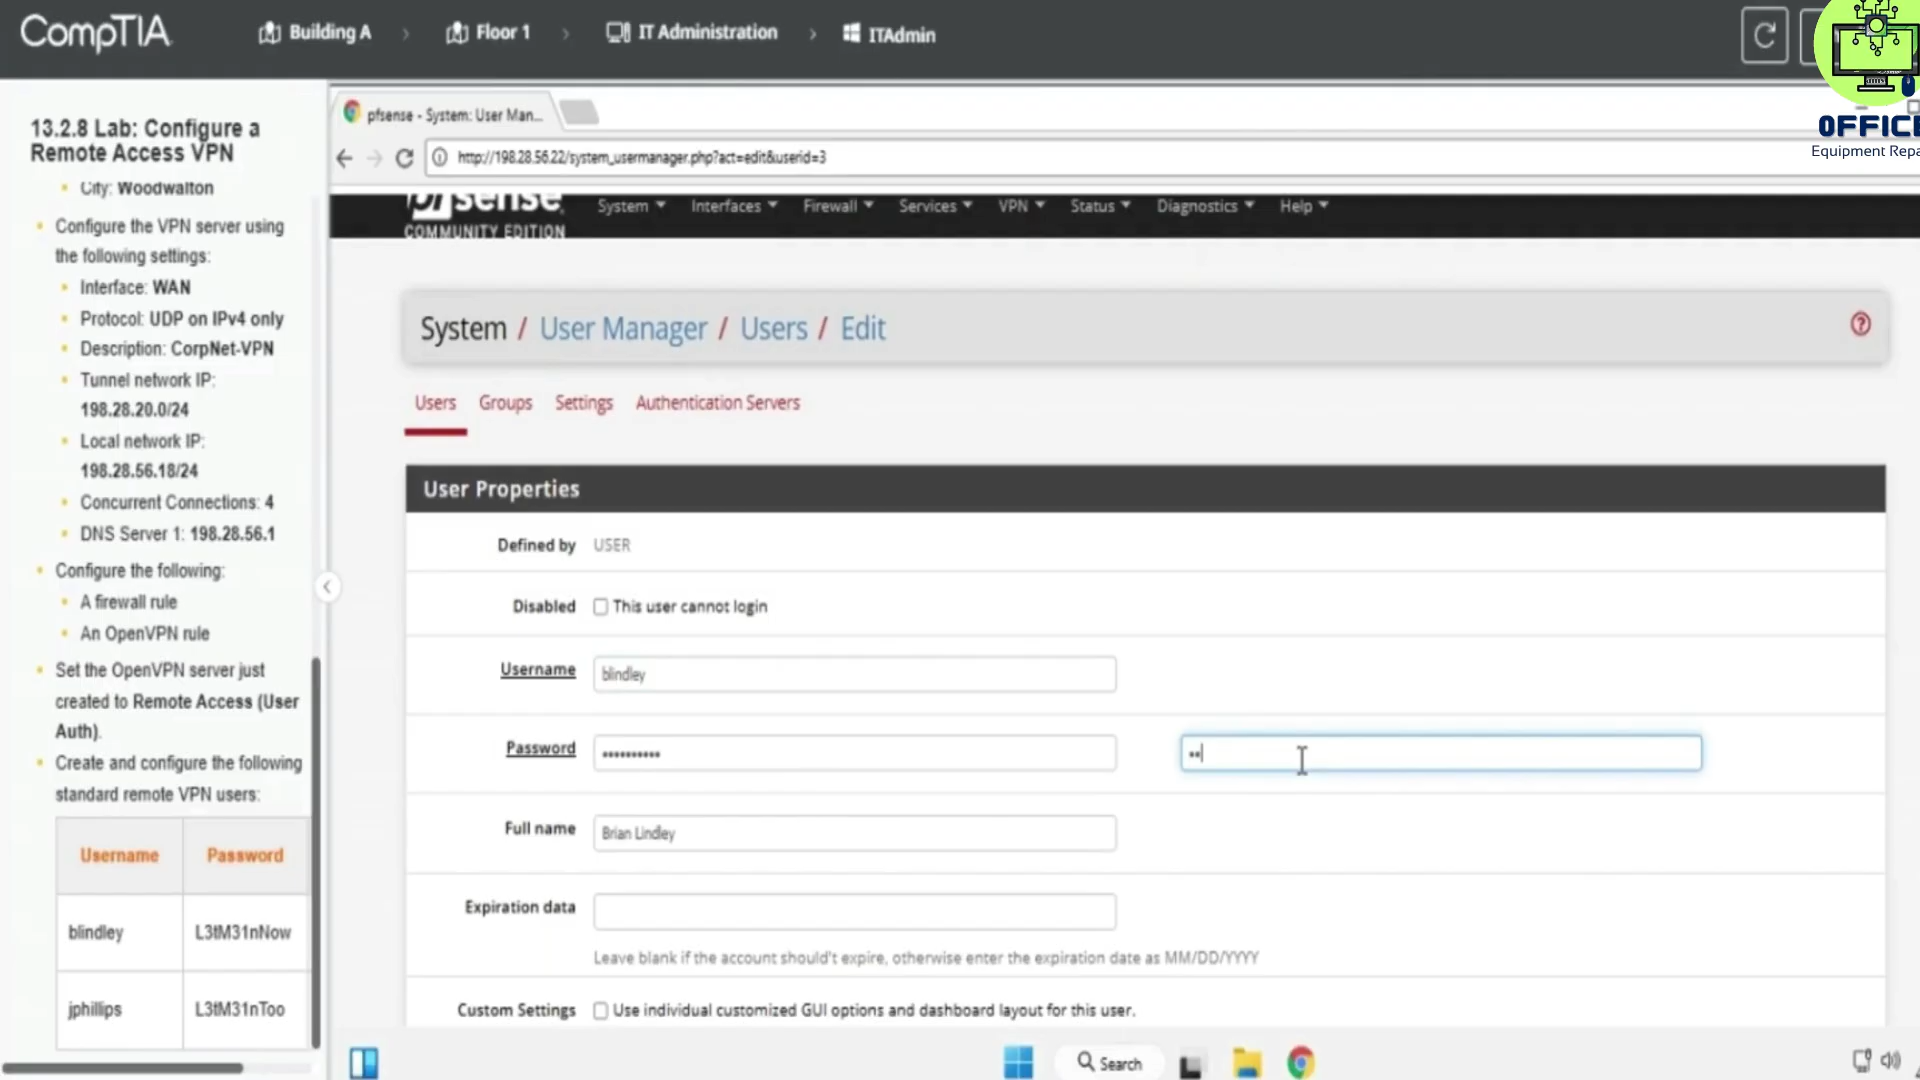 CompTIA
Building A
Floor 1
IT Administration
ITAdmin
OFFICE
Equipment Repa
13.2.8 Lab: Configure a
Remote Access VPN
City: Woodwalton
Configure the VPN server using
the following settings:
Interface: WAN
Protocol: UDP on IPv4 only
Description: CorpNet-VPN
Tunnel network IP:
198.28.20.0/24
Local network IP:
198.28.56.18/24
Concurrent Connections: 4
DNS Server 1: 198.28.56.1
Configure the following:
A firewall rule
An OpenVPN rule
Set the OpenVPN server just
created to Remote Access (User
Auth).
Create and configure the following
standard remote VPN users:
Username Password
blindley L3tM31nNow
jphillips L3tM31nToo
pfsense - System: User Man...
http://198.28.56.22/system_usermanager.php?act=edit&userid=3
pfsense
COMMUNITY EDITION
System Interfaces Firewall Services VPN Status Diagnostics Help
System / User Manager / Users / Edit
Users Groups Settings Authentication Servers
User Properties
Defined by USER
Disabled This user cannot login
Username blindley
Password •••••••••• ••
Full name Brian Lindley
Expiration data
Leave blank if the account should't expire, otherwise enter the expiration date as MM/DD/YYYY
Custom Settings Use individual customized GUI options and dashboard layout for this user.
Search